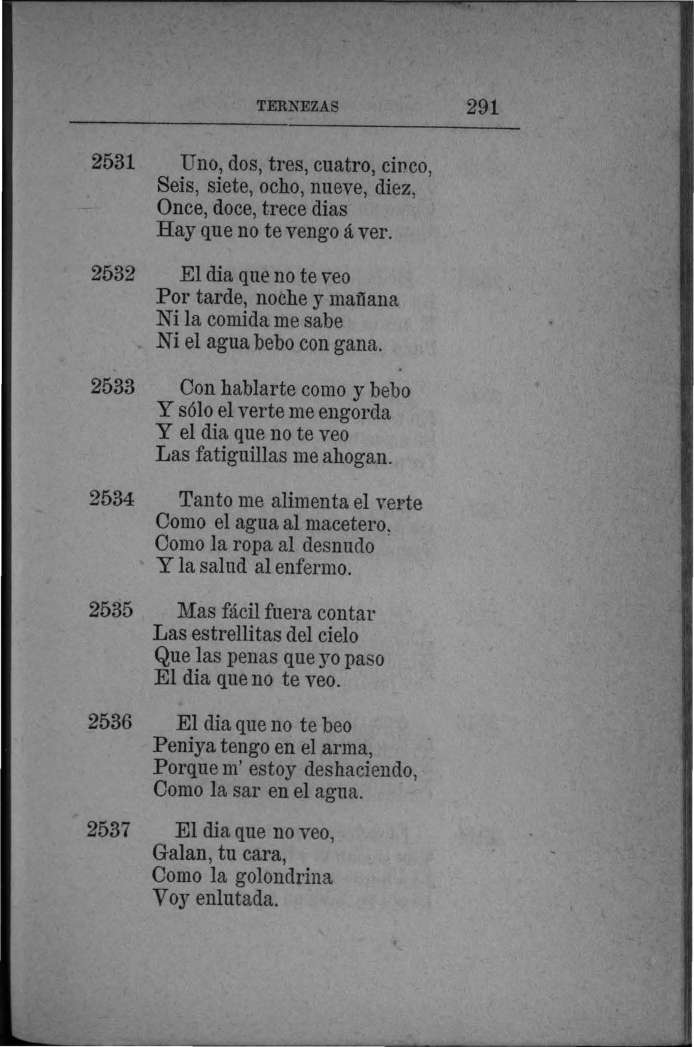 TERNEZAS 291
2531 Uno, dos, tres, cuatro, cinco,
Seis, siete, ocho, nueve, diez,
Once, doce, trece dias
Hay que no te vengo á ver.
2532 El dia que no te veo
Por tarde, noche y mañana
Ni la comida me sabe
Ni el agua bebo con gana.
2533 Con hablarte como y bebo
Y sólo el verte me engorda
Y el dia que no te veo
Las fatiguillas me ahogan.
2534 Tanto me alimenta el verte
Como el agua al macetero,
Como la ropa al desnudo
Y la salud al enfermo.
2535 Mas fácil fuera contar
Las estrellitas del cielo
Que las penas que yo paso
El dia que no te veo.
2536 El dia que no te beo
Peniya tengo en el arma,
Porque m' estoy deshaciendo,
Como la sar en el agua.
2537 El dia que no veo,
Galan, tu cara,
Como la golondrina
Voy enlutada.